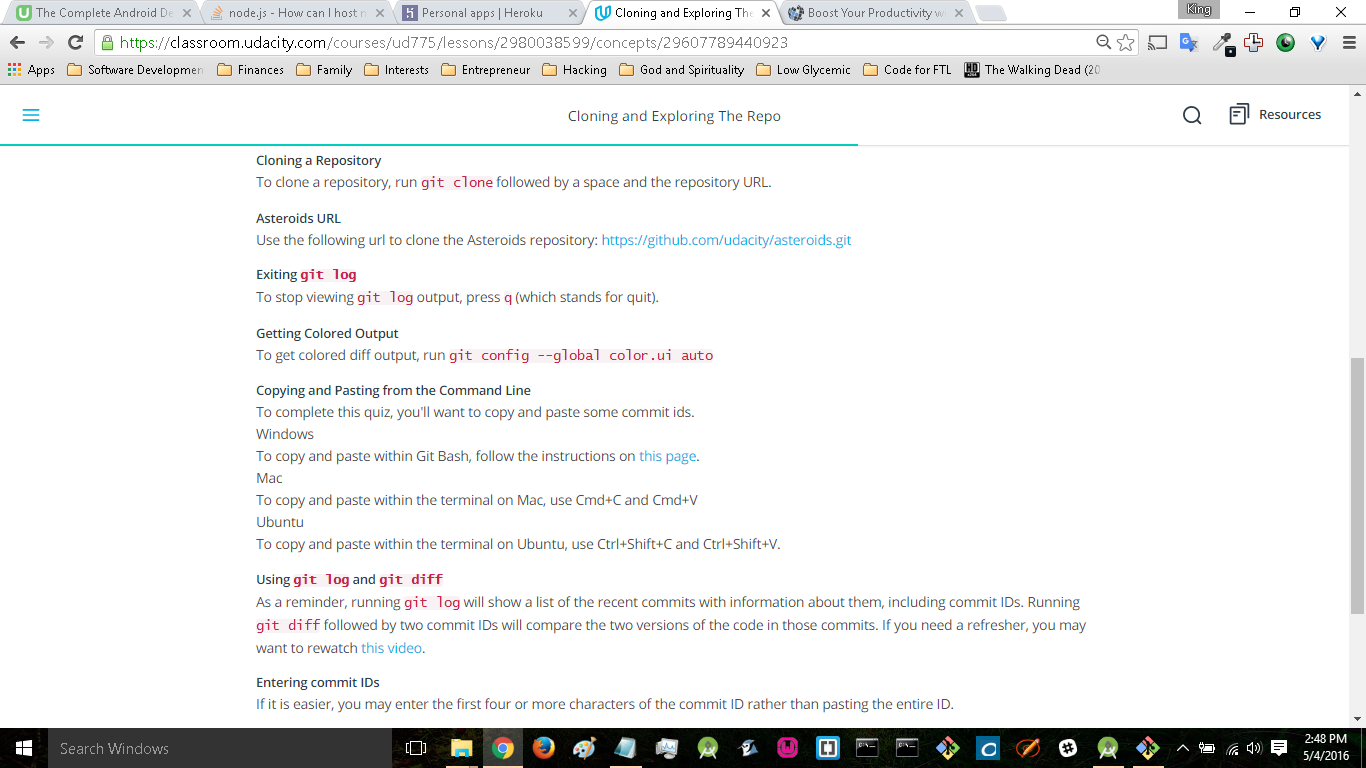 The Complete Android De
node.js - How can I host n
Personal apps | Heroku
Cloning and Exploring The
Boost Your Productivity w
King
https://classroom.udacity.com/courses/ud775/lessons/2980038599/concepts/29607789440923
Apps
Software Developmen
Finances
Family
Interests
Entrepreneur
Hacking
God and Spirituality
Low Glycemic
Code for FTL
The Walking Dead (20
Cloning and Exploring The Repo
Resources
Cloning a Repository
To clone a repository, run git clone followed by a space and the repository URL.
Asteroids URL
Use the following url to clone the Asteroids repository: https://github.com/udacity/asteroids.git
Exiting git log
To stop viewing git log output, press q (which stands for quit).
Getting Colored Output
To get colored diff output, run git config --global color.ui auto
Copying and Pasting from the Command Line
To complete this quiz, you'll want to copy and paste some commit ids.
Windows
To copy and paste within Git Bash, follow the instructions on this page.
Mac
To copy and paste within the terminal on Mac, use Cmd+C and Cmd+V
Ubuntu
To copy and paste within the terminal on Ubuntu, use Ctrl+Shift+C and Ctrl+Shift+V.
Using git log and git diff
As a reminder, running git log will show a list of the recent commits with information about them, including commit IDs. Running
git diff followed by two commit IDs will compare the two versions of the code in those commits. If you need a refresher, you may
want to rewatch this video.
Entering commit IDs
If it is easier, you may enter the first four or more characters of the commit ID rather than pasting the entire ID.
Search Windows
2:48 PM
5/4/2016